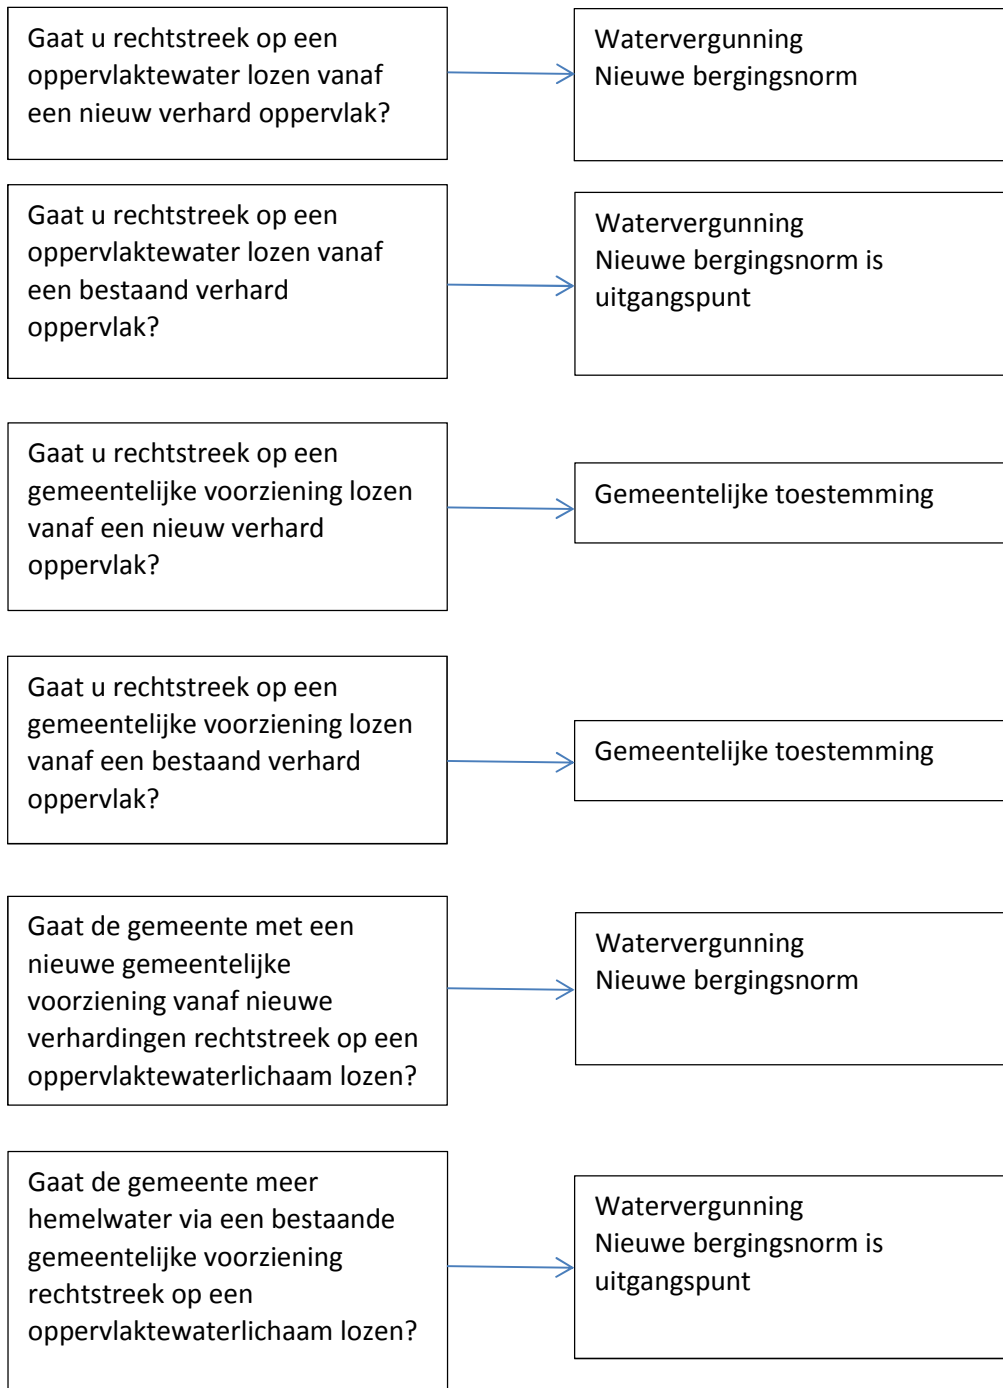 Gaat u rechtstreek op een
oppervlaktewater lozen vanaf
een nieuw verhard oppervlak?
Watervergunning
Nieuwe bergingsnorm
Gaat u rechtstreek op een
oppervlaktewater lozen vanaf
een bestaand verhard
oppervlak?
Watervergunning
Nieuwe bergingsnorm is
uitgangspunt
Gaat u rechtstreek op een
gemeentelijke voorziening lozen
vanaf een nieuw verhard
oppervlak?
Gemeentelijke toestemming
Gaat u rechtstreek op een
gemeentelijke voorziening lozen
vanaf een bestaand verhard
oppervlak?
Gemeentelijke toestemming
Gaat de gemeente met een
nieuwe gemeentelijke
voorziening vanaf nieuwe
verhardingen rechtstreek op een
oppervlaktewaterlichaam lozen?
Watervergunning
Nieuwe bergingsnorm
Gaat de gemeente meer
hemelwater via een bestaande
gemeentelijke voorziening
rechtstreek op een
oppervlaktewaterlichaam lozen?
Watervergunning
Nieuwe bergingsnorm is
uitgangspunt